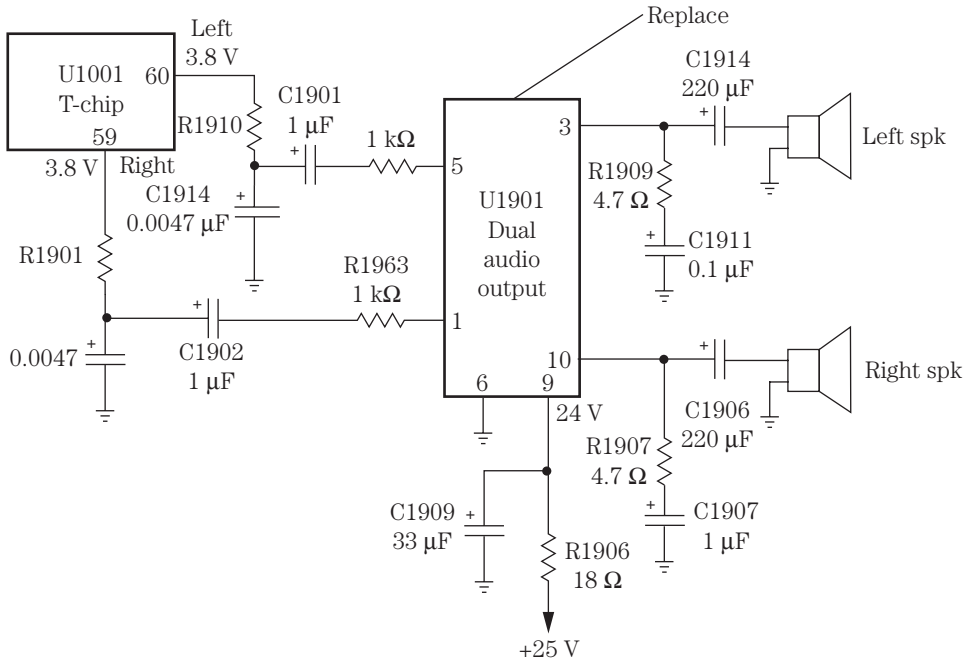 Replace
Left
3.8 V
U1001
T-chip
60
59
3.8 V
Right
R1910
C1901
1 µF
1 kΩ
C1914
0.0047 µF
R1901
R1963
1 kΩ
C1902
1 µF
0.0047
5
1
U1901
Dual
audio
output
3
10
6
9
24 V
C1914
220 µF
Left spk
R1909
4.7 Ω
C1911
0.1 µF
C1906
220 µF
Right spk
R1907
4.7 Ω
C1907
1 µF
C1909
33 µF
R1906
18 Ω
+25 V
+
+
+
+
+
+
+
+
+